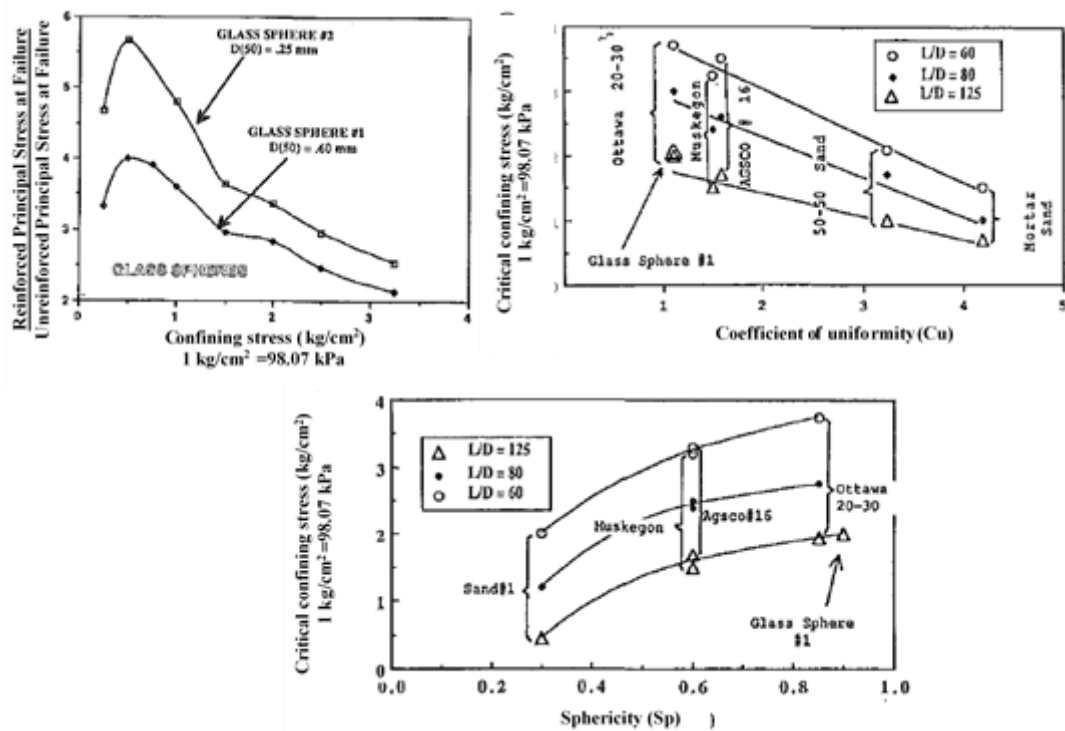 Reinforced Principal Stress at Failure
Unreinforced Principal Stress at Failure
6
5
4
3
2
GLASS SPHERE #2
D(50) = .25 mm
GLASS SPHERE #1
D(50) = .60 mm
GLASS SPHERES
0
1
2
3
4
Confining stress ( kg/cm²)
1 kg/cm² =98.07 kPa
Critical confining stress (kg/cm²)
1 kg/cm² =98.07 kPa
Ottawa 20-30
Muskegon
AGSCO # 16
50-50 Sand
Mortar
Sand
L/D = 60
L/D = 80
L/D = 125
Glass Sphere #1
1
2
3
4
5
Coefficient of uniformity (Cu)
Critical confining stress (kg/cm²)
1 kg/cm² =98.07 kPa
4
3
2
1
0
L/D = 125
L/D = 80
L/D = 60
Muskegon
Agsco#16
Ottawa
20-30
Sand#1
Glass Sphere
#1
0.0
0.2
0.4
0.6
0.8
1.0
Sphericity (Sp)
)